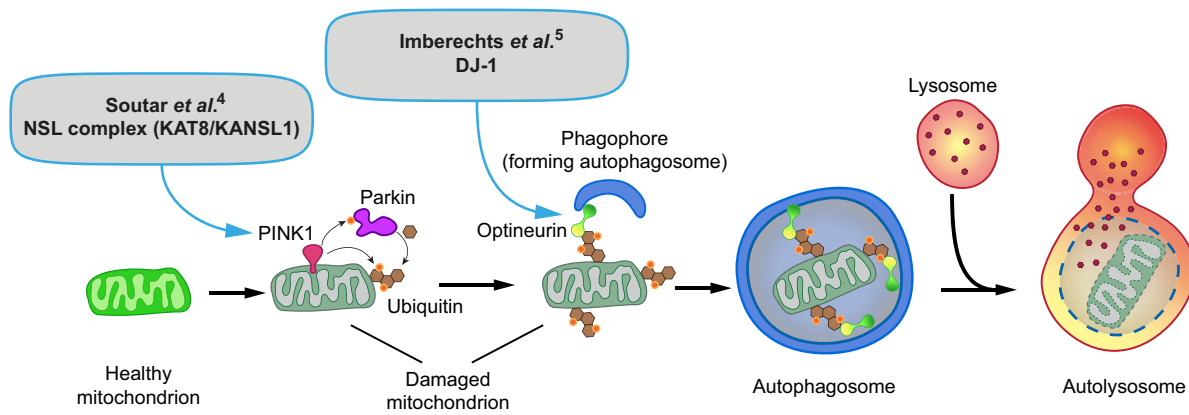 Imberechts et al.5
DJ-1
Soutar et al.4
NSL complex (KAT8/KANSL1)
Lysosome
Phagophore
(forming autophagosome)
Parkin
PINK1
Optineurin
Ubiquitin
Healthy
mitochondrion
Damaged
mitochondrion
Autophagosome
Autolysosome